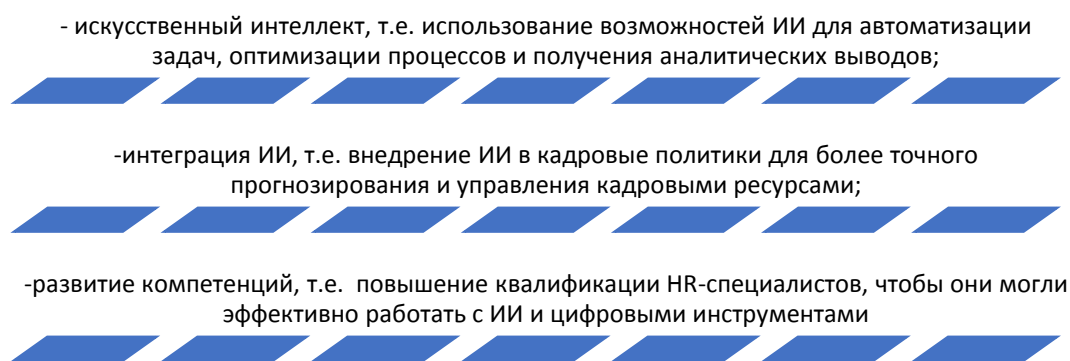 - искусственный интеллект, т.е. использование возможностей ИИ для автоматизации
задач, оптимизации процессов и получения аналитических выводов;
-интеграция ИИ, т.е. внедрение ИИ в кадровые политики для более точного
прогнозирования и управления кадровыми ресурсами;
-развитие компетенций, т.е.  повышение квалификации HR-специалистов, чтобы они могли
эффективно работать с ИИ и цифровыми инструментами